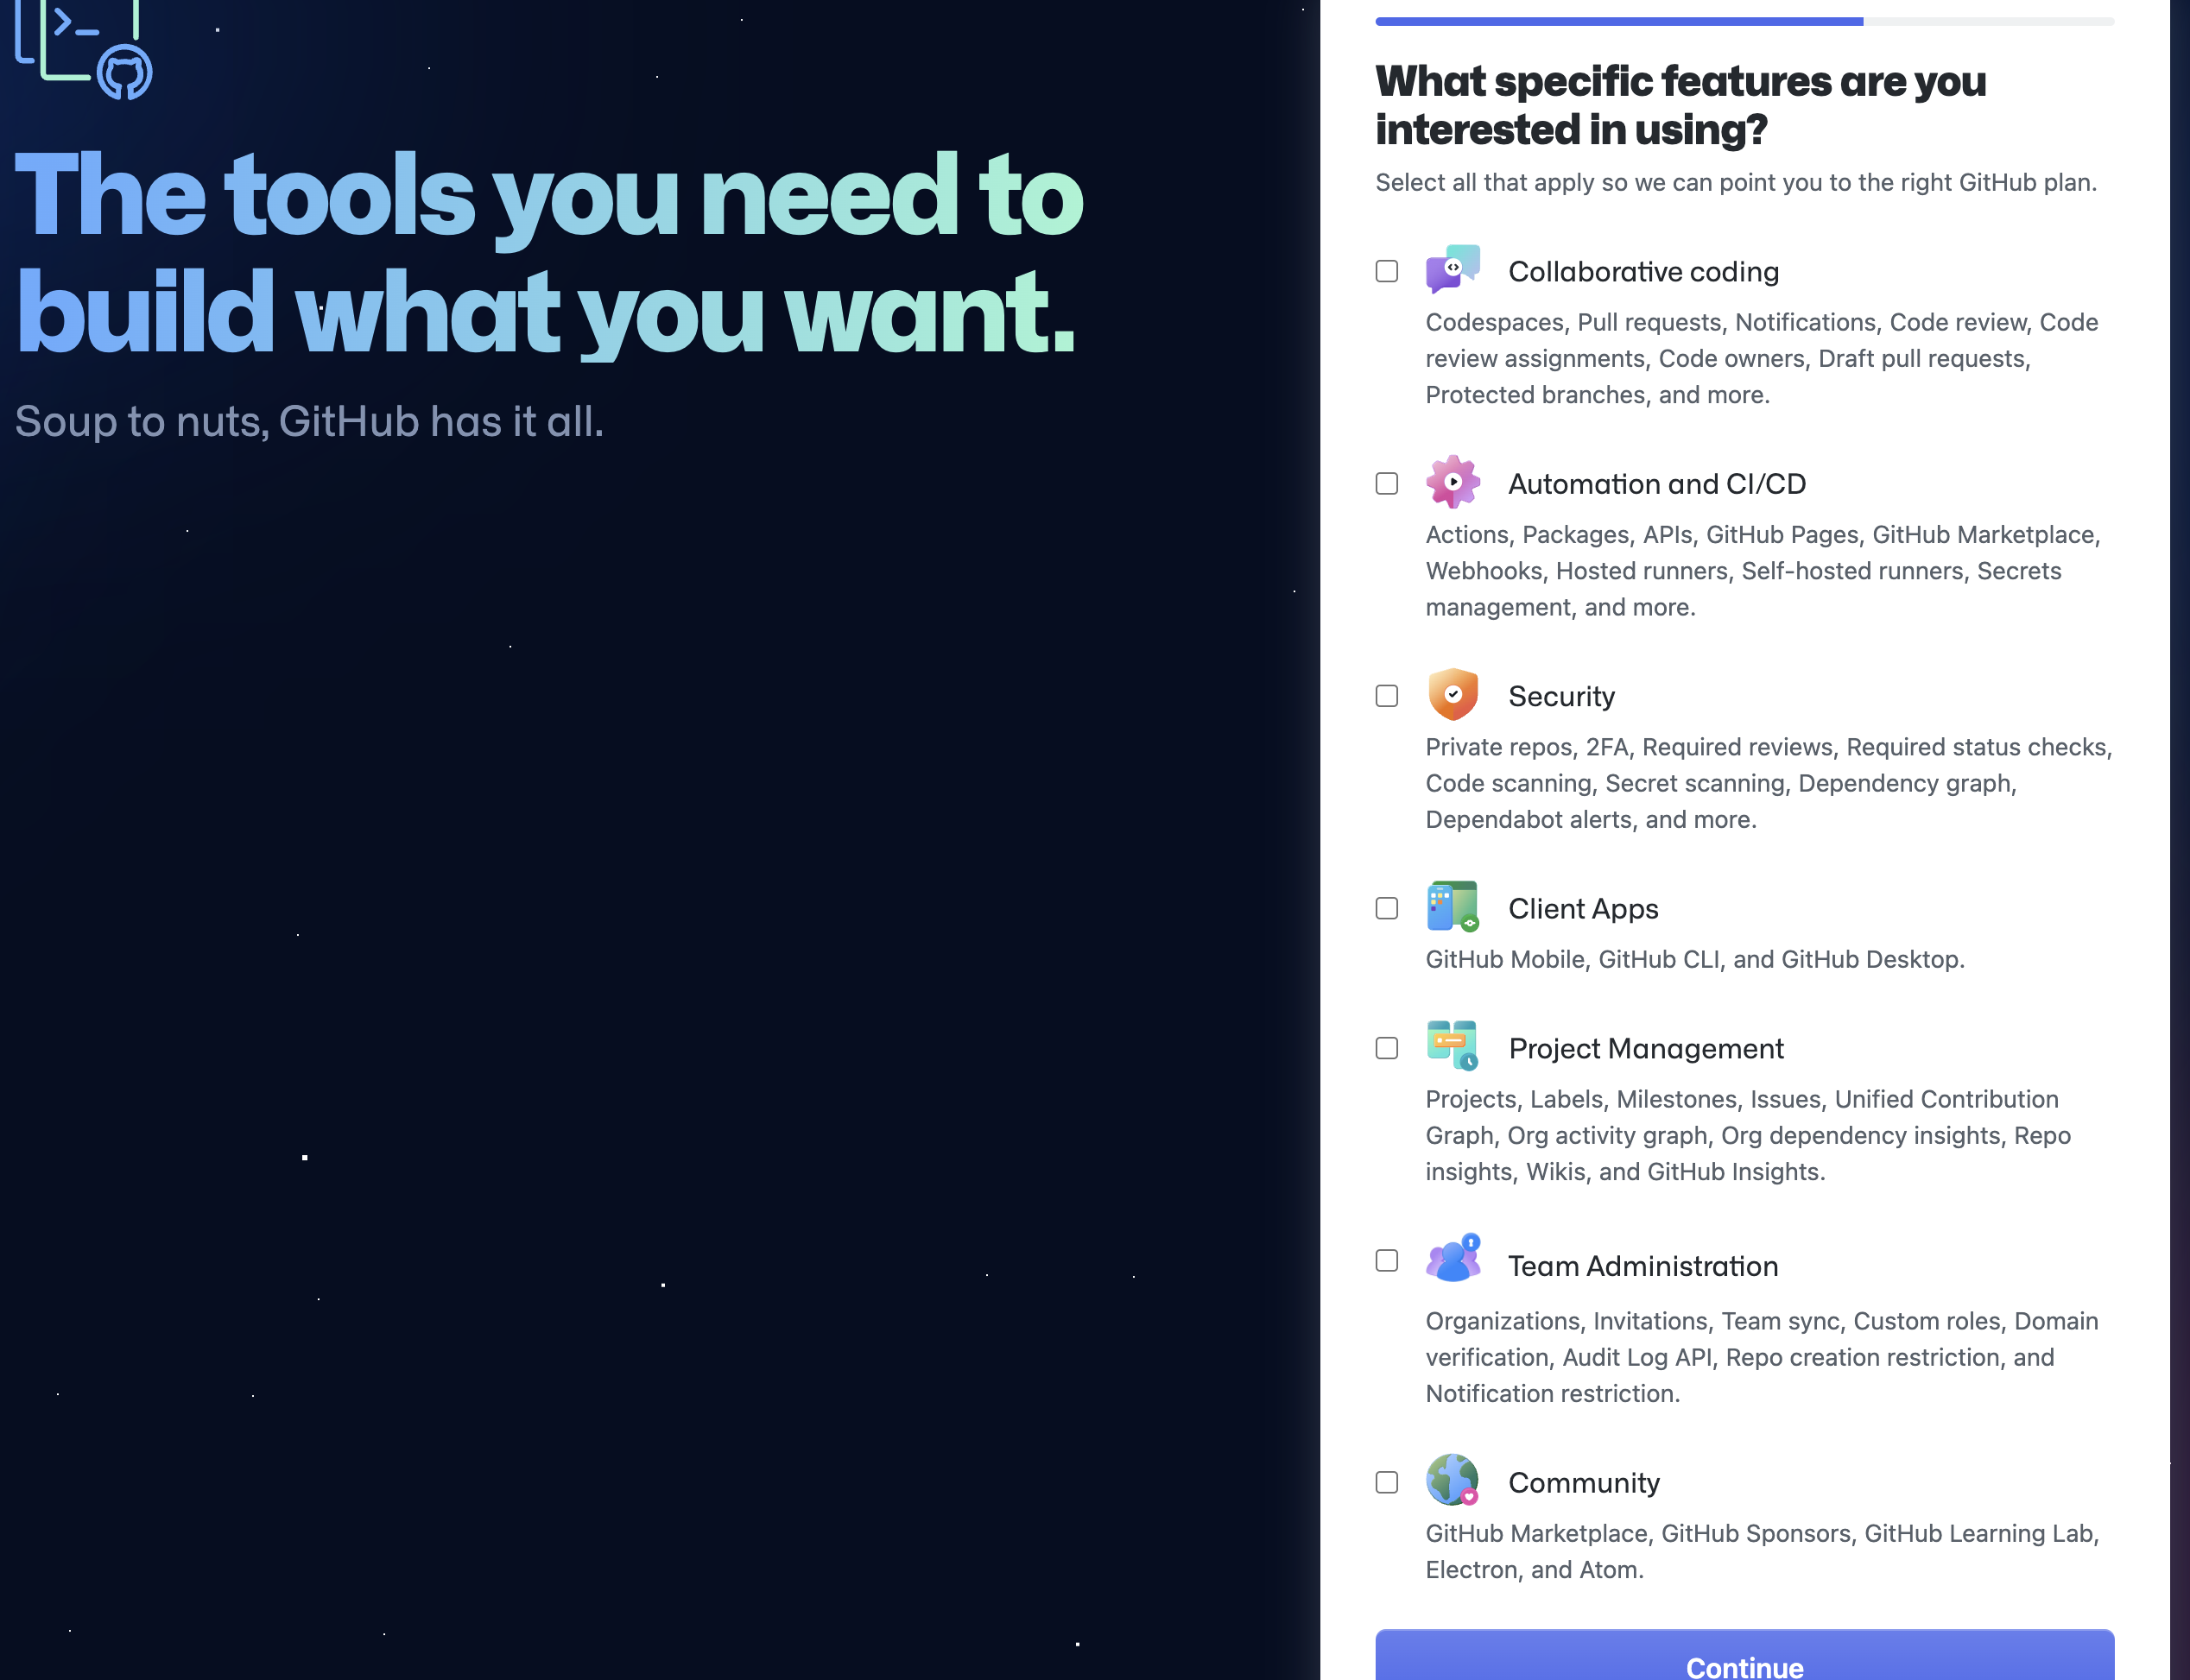 The tools you need to
build what you want.
Soup to nuts, GitHub has it all.
What specific features are you
interested in using?
Select all that apply so we can point you to the right GitHub plan.
Collaborative coding
Codespaces, Pull requests, Notifications, Code review, Code
review assignments, Code owners, Draft pull requests,
Protected branches, and more.
Automation and CI/CD
Actions, Packages, APIs, GitHub Pages, GitHub Marketplace,
Webhooks, Hosted runners, Self-hosted runners, Secrets
management, and more.
Security
Private repos, 2FA, Required reviews, Required status checks,
Code scanning, Secret scanning, Dependency graph,
Dependabot alerts, and more.
Client Apps
GitHub Mobile, GitHub CLI, and GitHub Desktop.
Project Management
Projects, Labels, Milestones, Issues, Unified Contribution
Graph, Org activity graph, Org dependency insights, Repo
insights, Wikis, and GitHub Insights.
Team Administration
Organizations, Invitations, Team sync, Custom roles, Domain
verification, Audit Log API, Repo creation restriction, and
Notification restriction.
Community
GitHub Marketplace, GitHub Sponsors, GitHub Learning Lab,
Electron, and Atom.
Continue